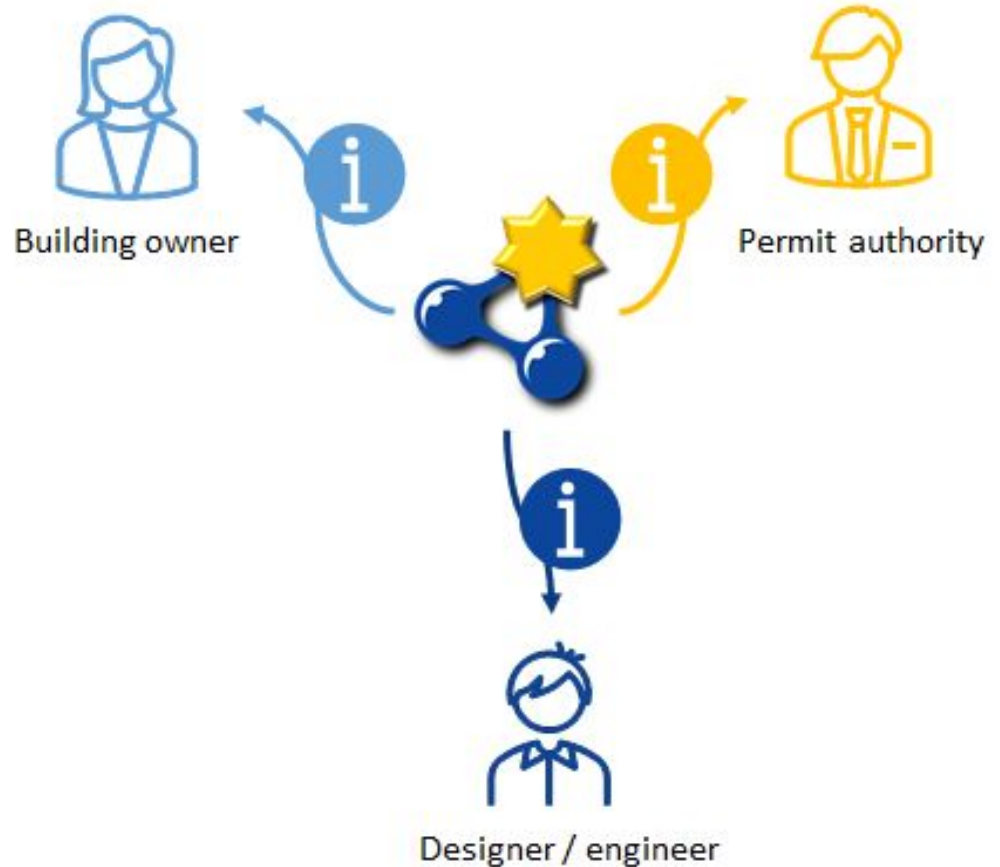 Building owner
Permit authority
i
i
i
Designer / engineer